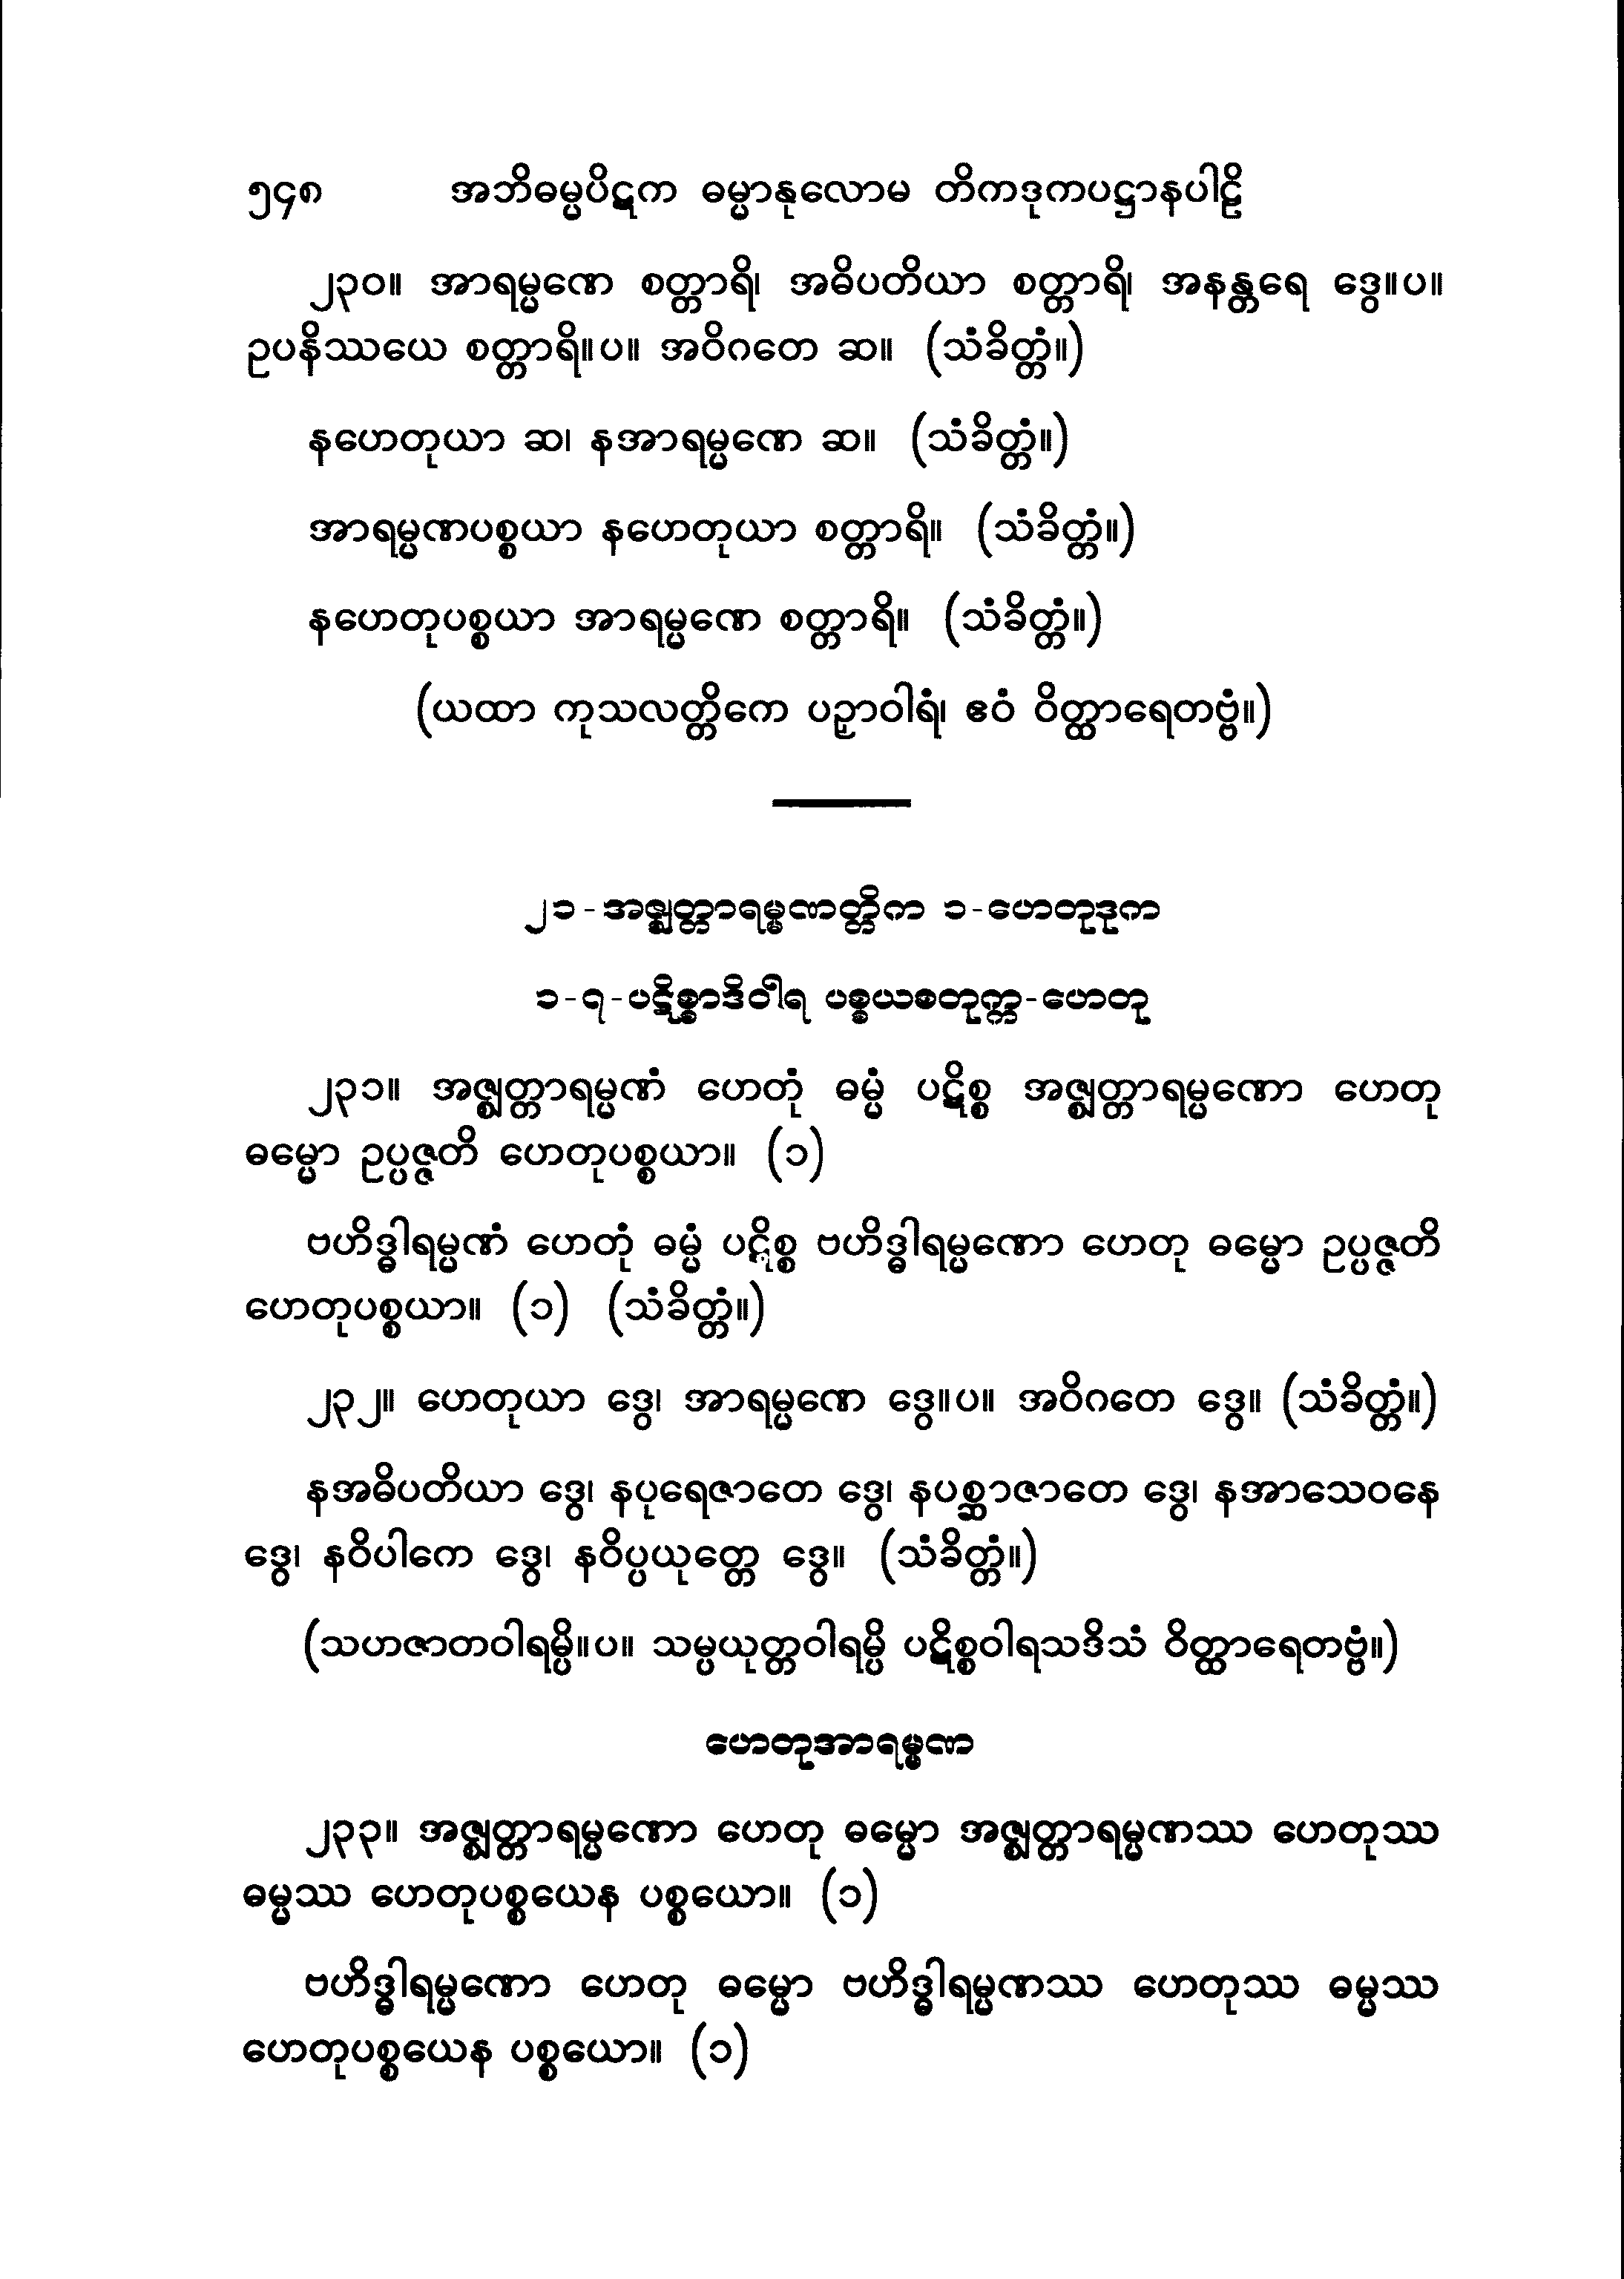 ၅၄၈ အဘိဓမ္မပိဋက ဓမ္မာနုလောမ တိကဒုကပဋ္ဌာနပါဠိ
၂၃၀။ အာရမ္မဏေ စတ္တာရိ၊ အဓိပတိယာ စတ္တာရိ၊ အနန္တရေ ဒွေ။ပ။
ဥပနိဿယေ စတ္တာရိ။ပ။ အဝိဂတေ ဆ။ (သံခိတ္တံ။)
နဟေတုယာ ဆ၊ နအာရမ္မဏေ ဆ။ (သံခိတ္တံ။)
အာရမ္မဏပစ္စယာ နဟေတုယာ စတ္တာရိ။ (သံခိတ္တံ။)
နဟေတုပစ္စယာ အာရမ္မဏေ စတ္တာရိ။ (သံခိတ္တံ။)
(ယထာ ကုသလတ္တိကေ ပဉှာဝါရံ၊ ဧဝံ ဝိတ္ထာရေတဗ္ဗံ။)
၂၁-အဇ္ဈတ္တာရမ္မဏတ္တိက ၁-ဟေတုဒုက
၁-၇-ပဋိစ္စာဒိဝါရ ပစ္စယစတုက္က-ဟေတု
၂၃၁။ အဇ္ဈတ္တာရမ္မဏံ ဟေတုံ ဓမ္မံ ပဋိစ္စ အဇ္ဈတ္တာရမ္မဏော ဟေတု
ဓမ္မော ဥပ္ပဇ္ဇတိ ဟေတုပစ္စယာ။ (၁)
ဗဟိဒ္ဓါရမ္မဏံ ဟေတုံ ဓမ္မံ ပဋိစ္စ ဗဟိဒ္ဓါရမ္မဏော ဟေတု ဓမ္မော ဥပ္ပဇ္ဇတိ
ဟေတုပစ္စယာ။ (၁) (သံခိတ္တံ။)
၂၃၂။ ဟေတုယာ ဒွေ၊ အာရမ္မဏေ ဒွေ။ပ။ အဝိဂတေ ဒွေ။ (သံခိတ္တံ။)
နအဓိပတိယာ ဒွေ၊ နပုရေဇာတေ ဒွေ၊ နပစ္ဆာဇာတေ ဒွေ၊ နအာသေဝနေ
ဒွေ၊ နဝိပါကေ ဒွေ၊ နဝိပ္ပယုတ္တေ ဒွေ။ (သံခိတ္တံ။)
(သဟဇာတဝါရမ္ပိ။ပ။ သမ္ပယုတ္တဝါရမ္ပိ ပဋိစ္စဝါရသဒိသံ ဝိတ္ထာရေတဗ္ဗံ။)
ဟေတုအာရမ္မဏ
၂၃၃။ အဇ္ဈတ္တာရမ္မဏော ဟေတု ဓမ္မော အဇ္ဈတ္တာရမ္မဏဿ ဟေတုဿ
ဓမ္မဿ ဟေတုပစ္စယေန ပစ္စယော။ (၁)
ဗဟိဒ္ဓါရမ္မဏော ဟေတု ဓမ္မော ဗဟိဒ္ဓါရမ္မဏဿ ဟေတုဿ ဓမ္မဿ
ဟေတုပစ္စယေန ပစ္စယော။ (၁)